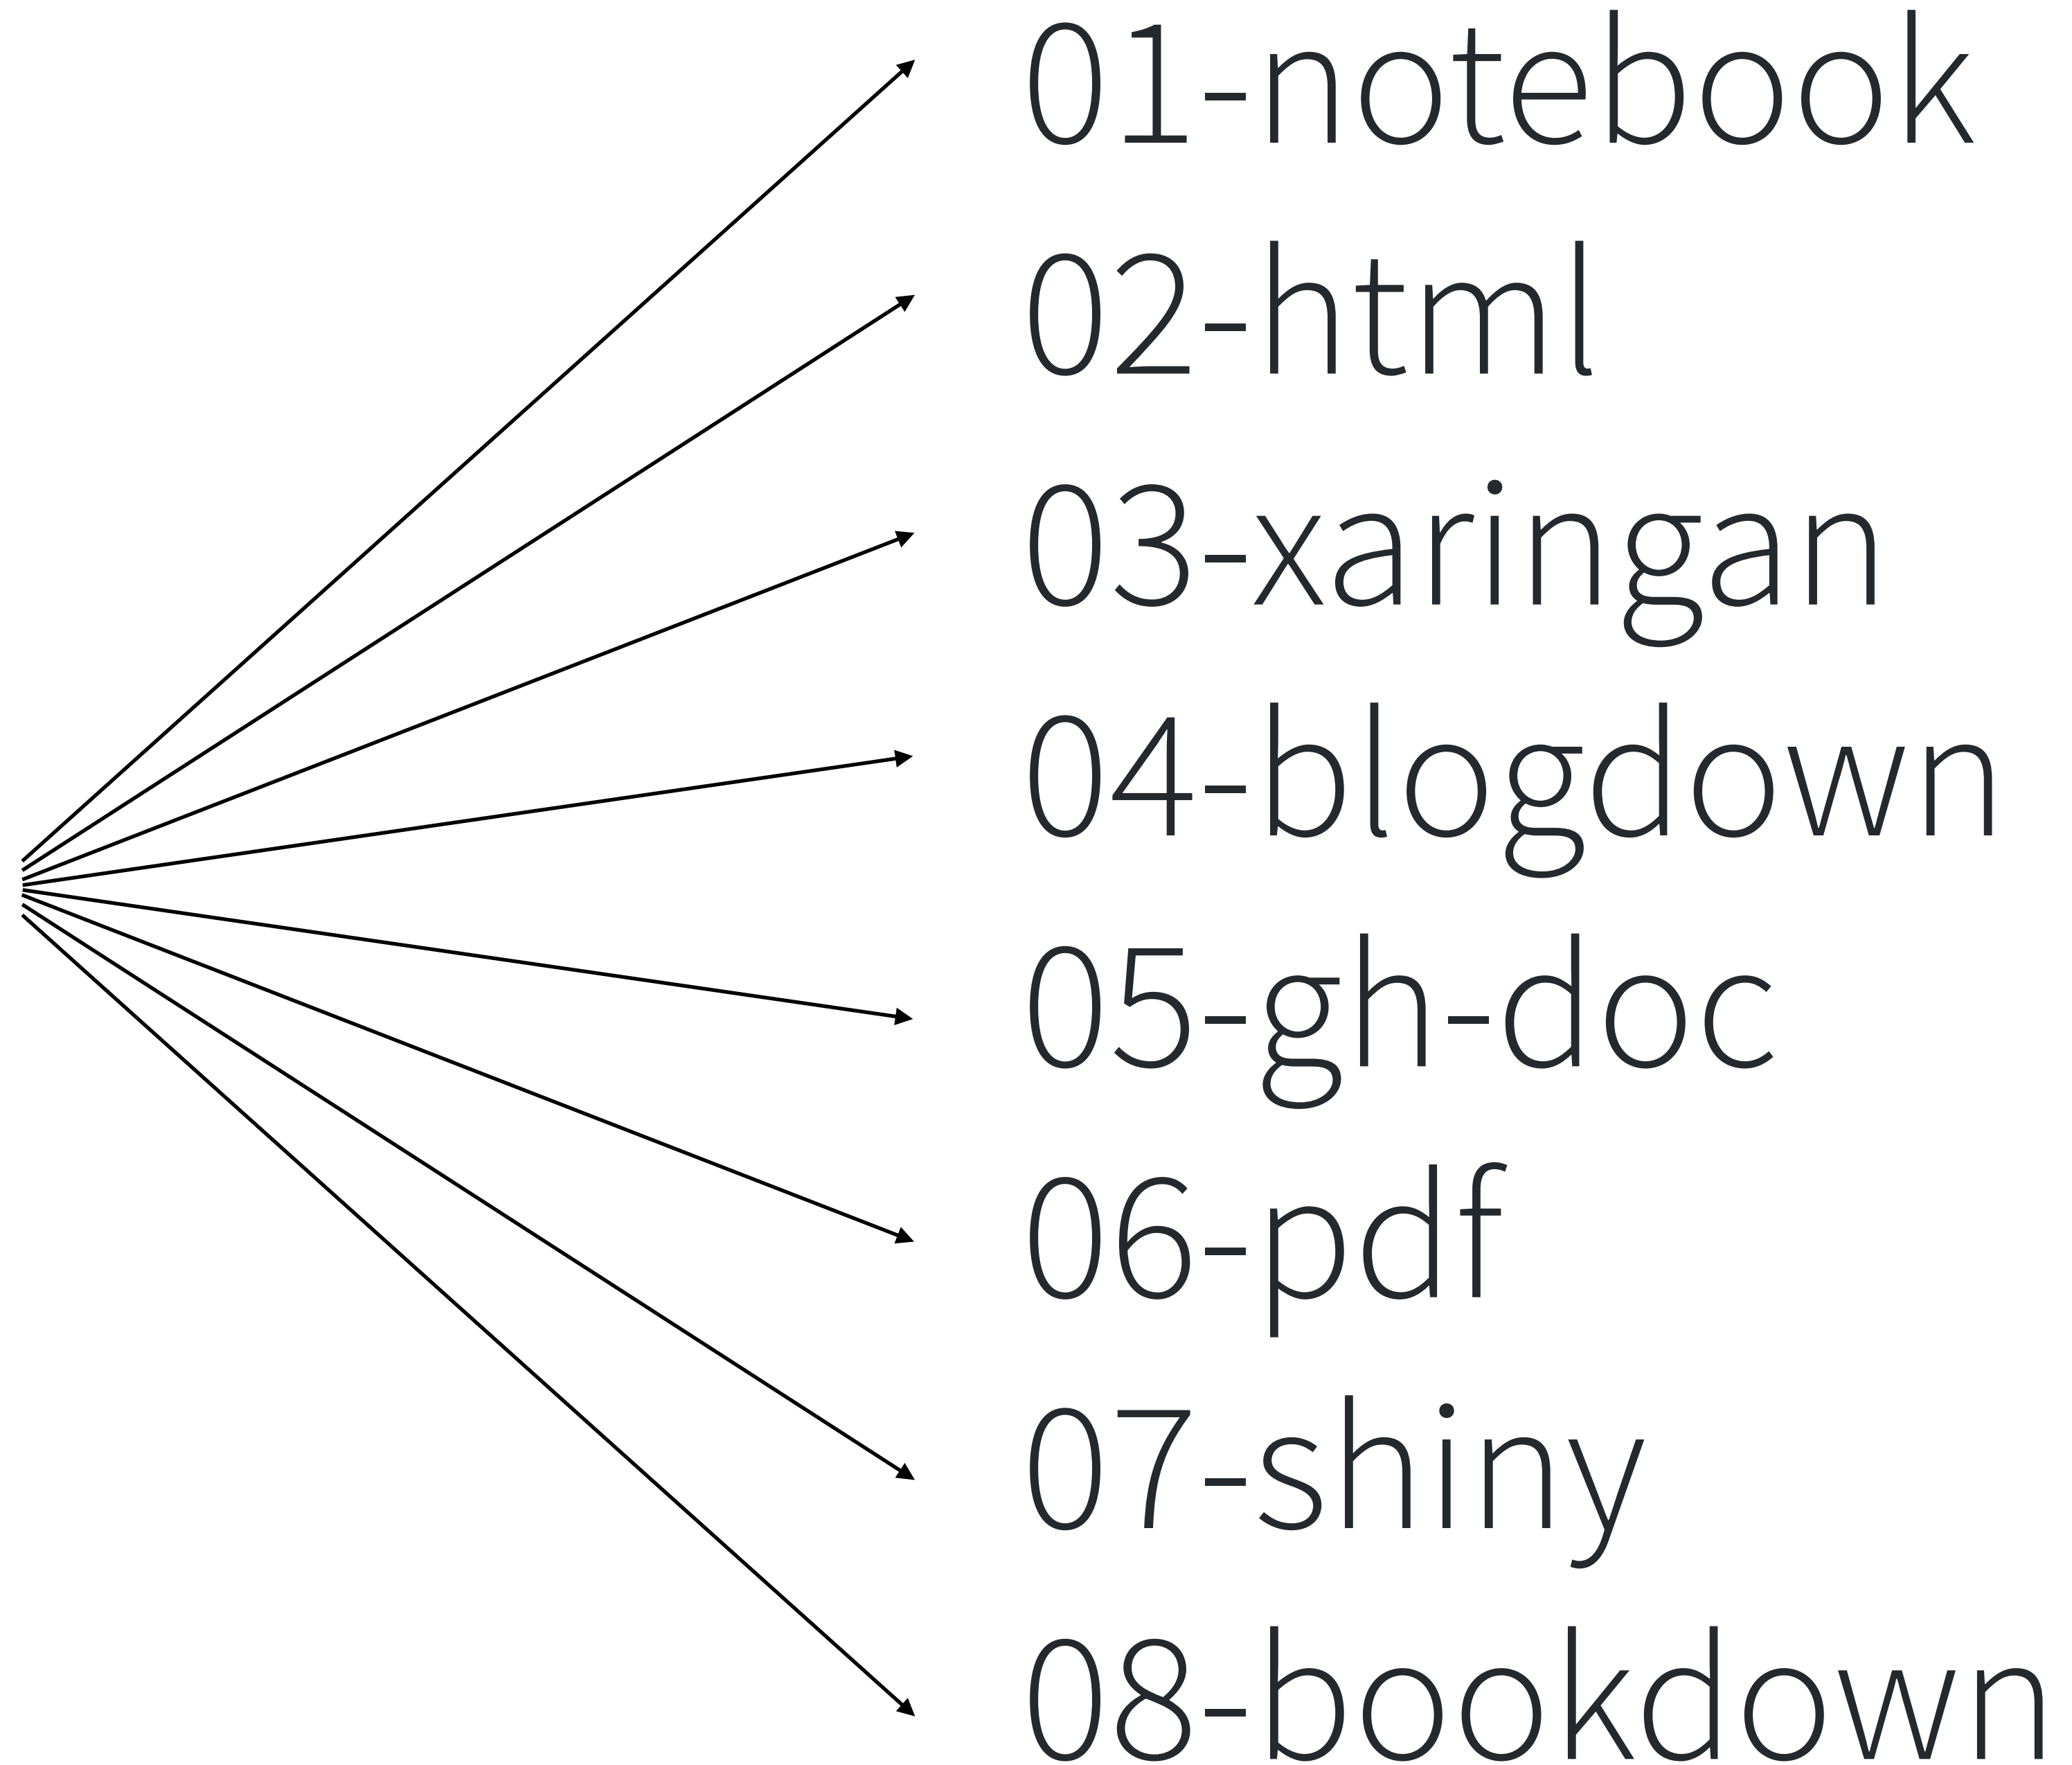 01-notebook
02-html
03-xaringan
04-blogdown
05-gh-doc
06-pdf
07-shiny
08-bookdown